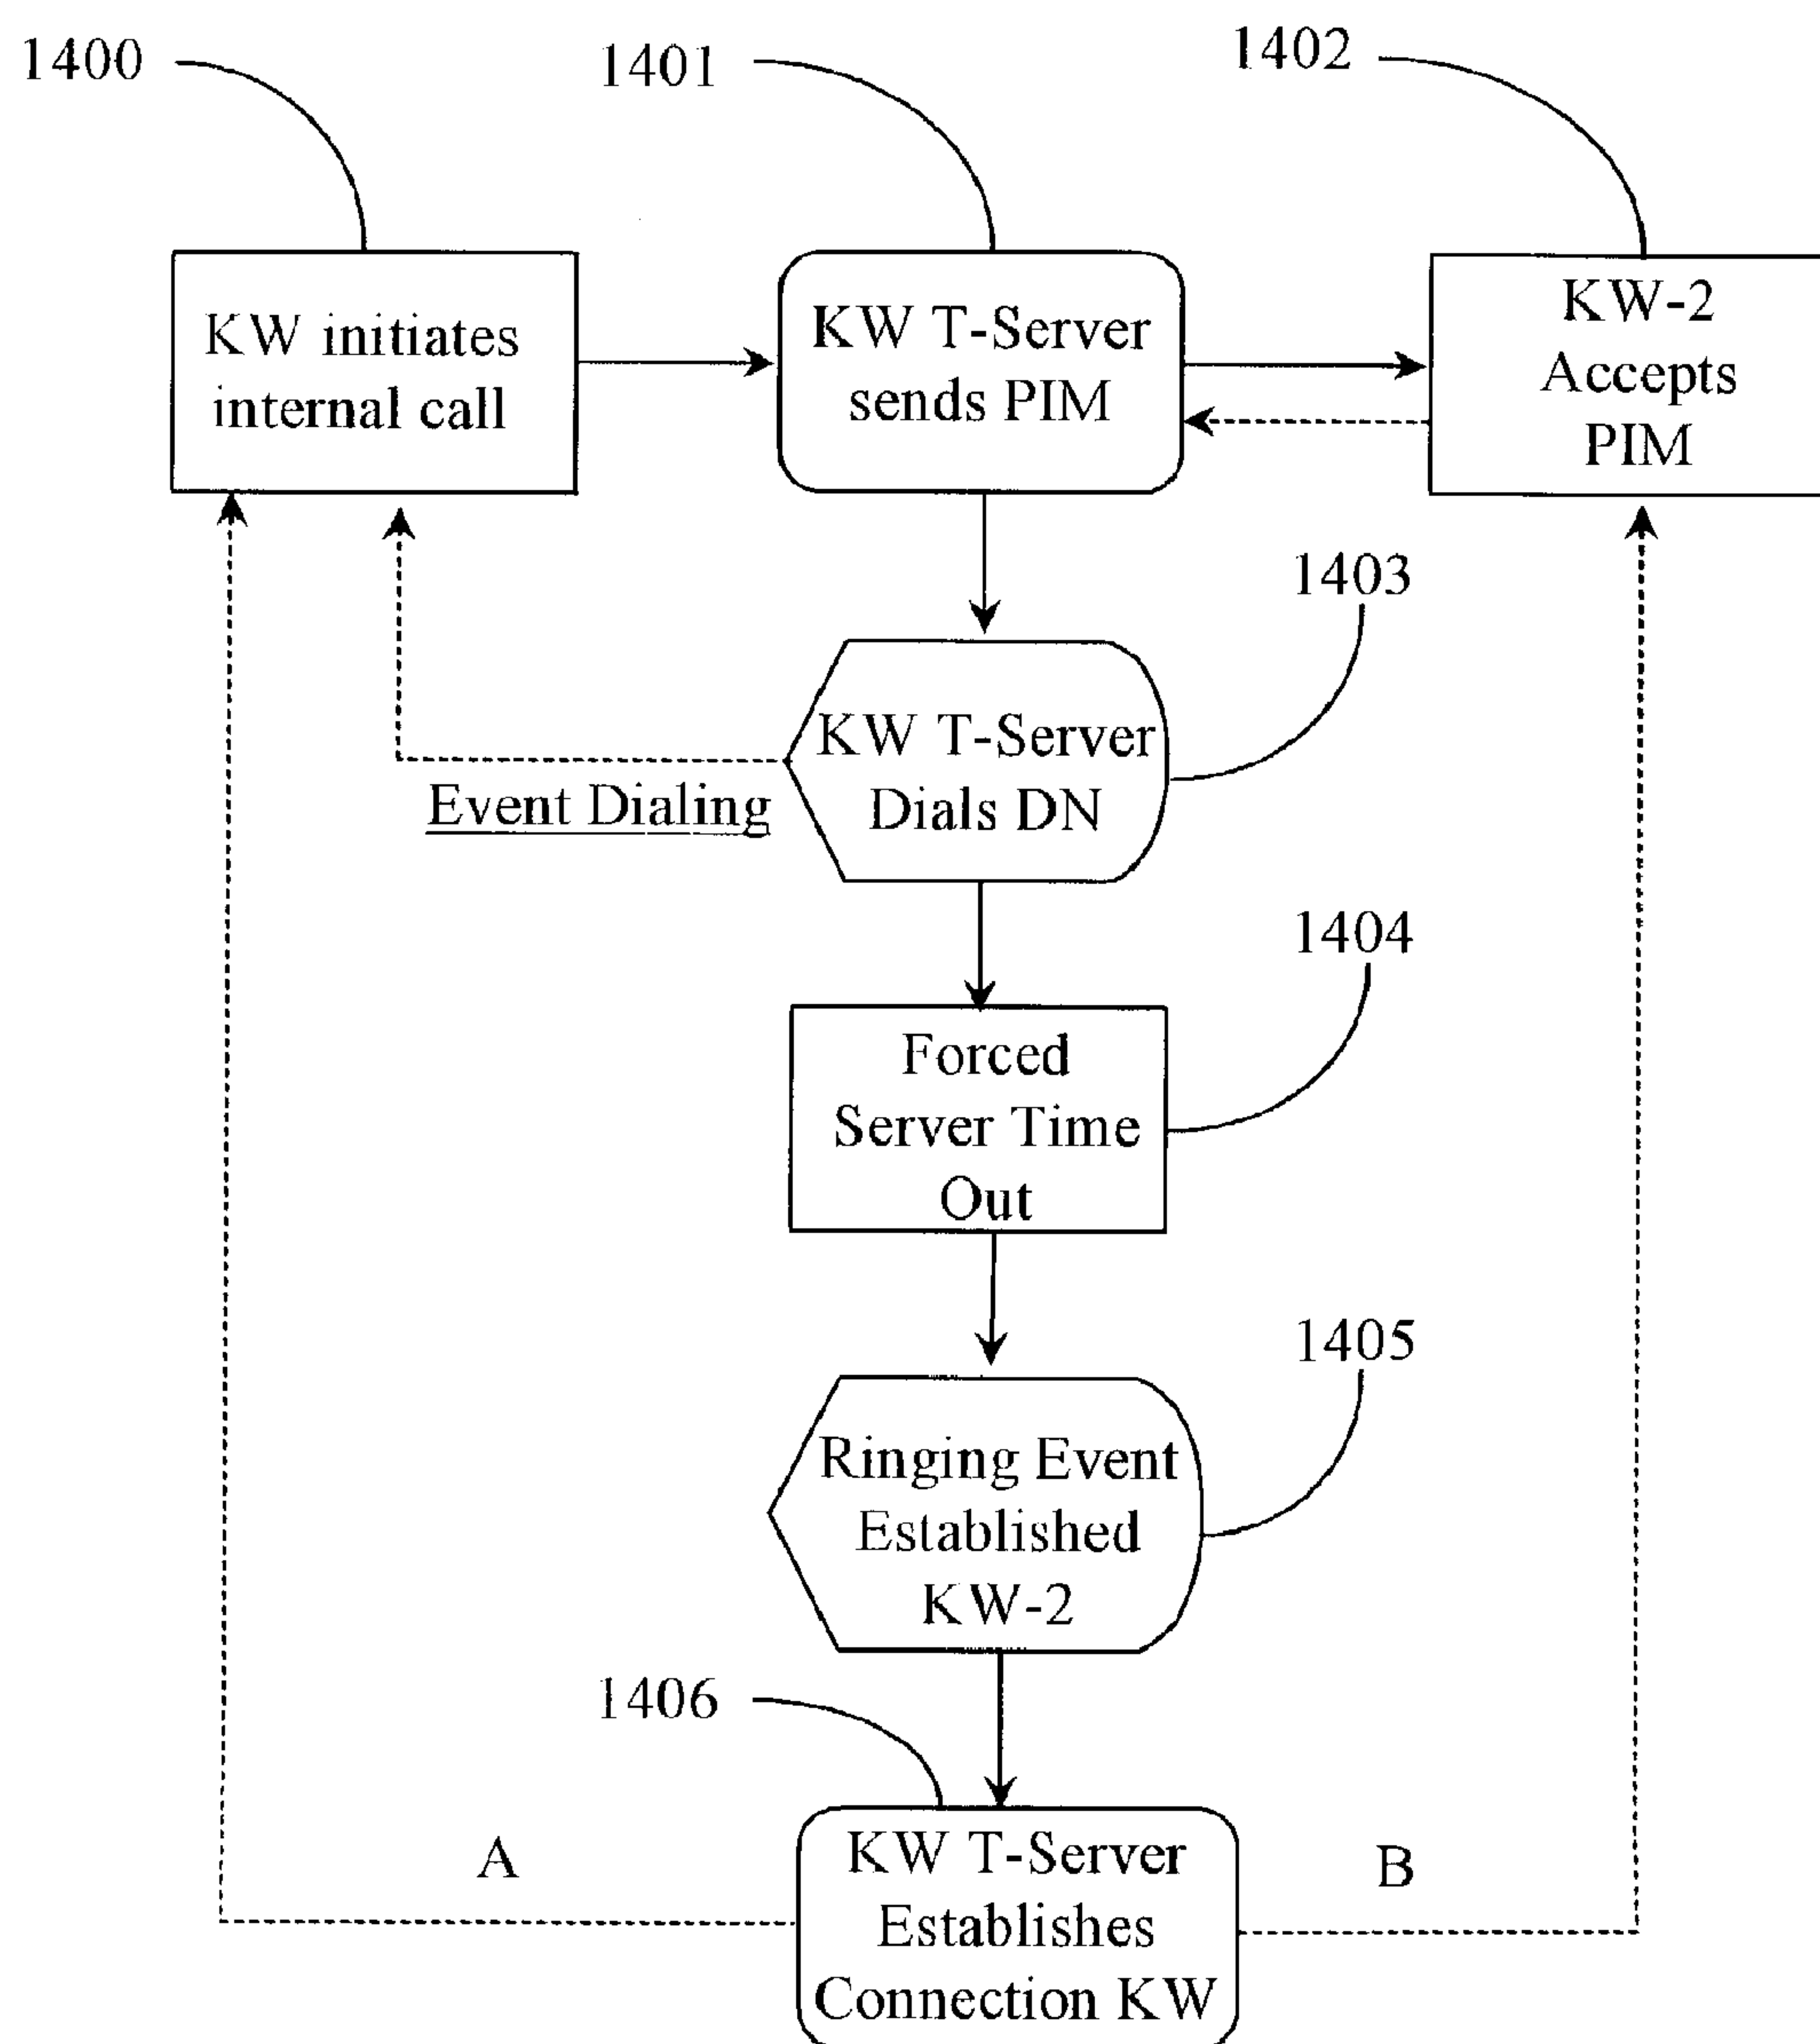 1400
1401
1402
KW initiates
internal call
KW T-Server
sends PIM
KW-2
Accepts
PIM
1403
KW T-Server
Dials DN
Event Dialing
1404
Forced
Server Time
Out
1405
Ringing Event
Established
KW-2
1406
A
KW T-Server
Establishes
Connection KW
B